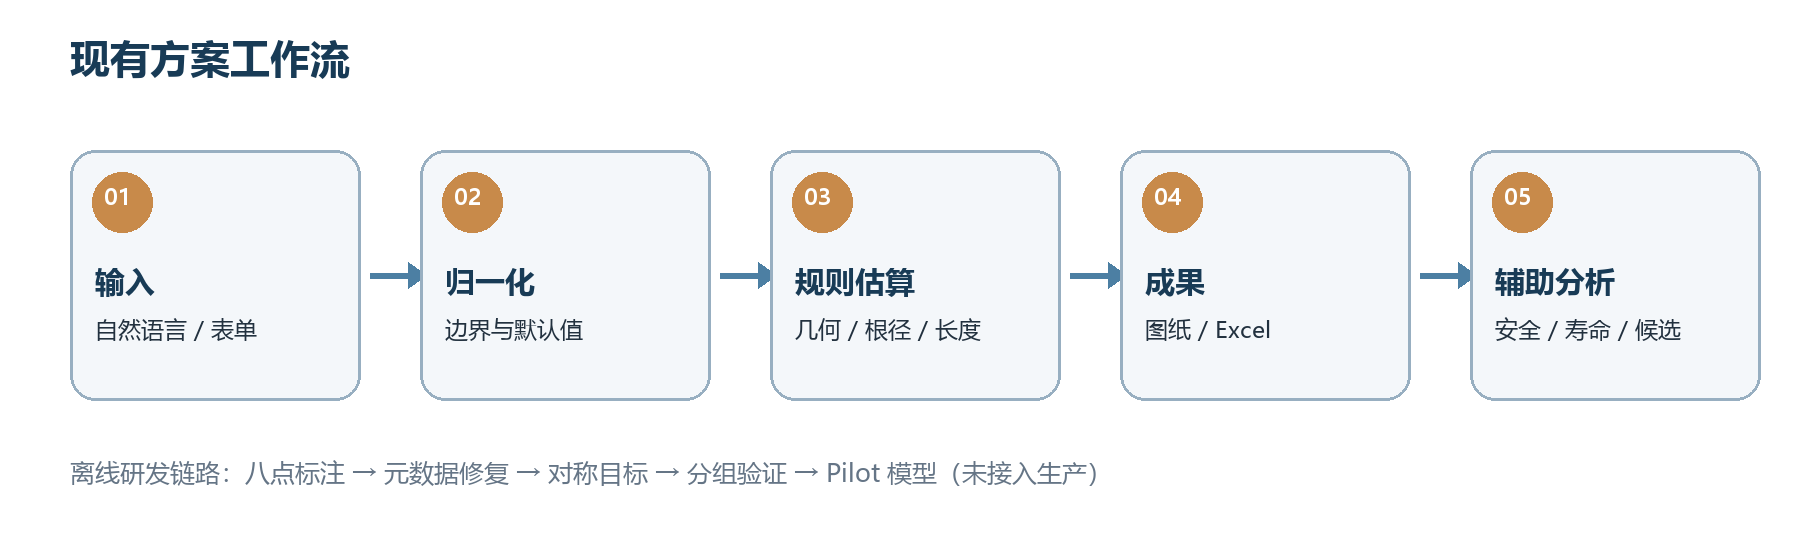 现有方案工作流
01
输入
自然语言 / 表单
02
归一化
边界与默认值
03
规则估算
几何 / 根径 / 长度
04
成果
图纸 / Excel
05
辅助分析
安全 / 寿命 / 候选
离线研发链路：八点标注 → 元数据修复 → 对称目标 → 分组验证 → Pilot 模型（未接入生产）